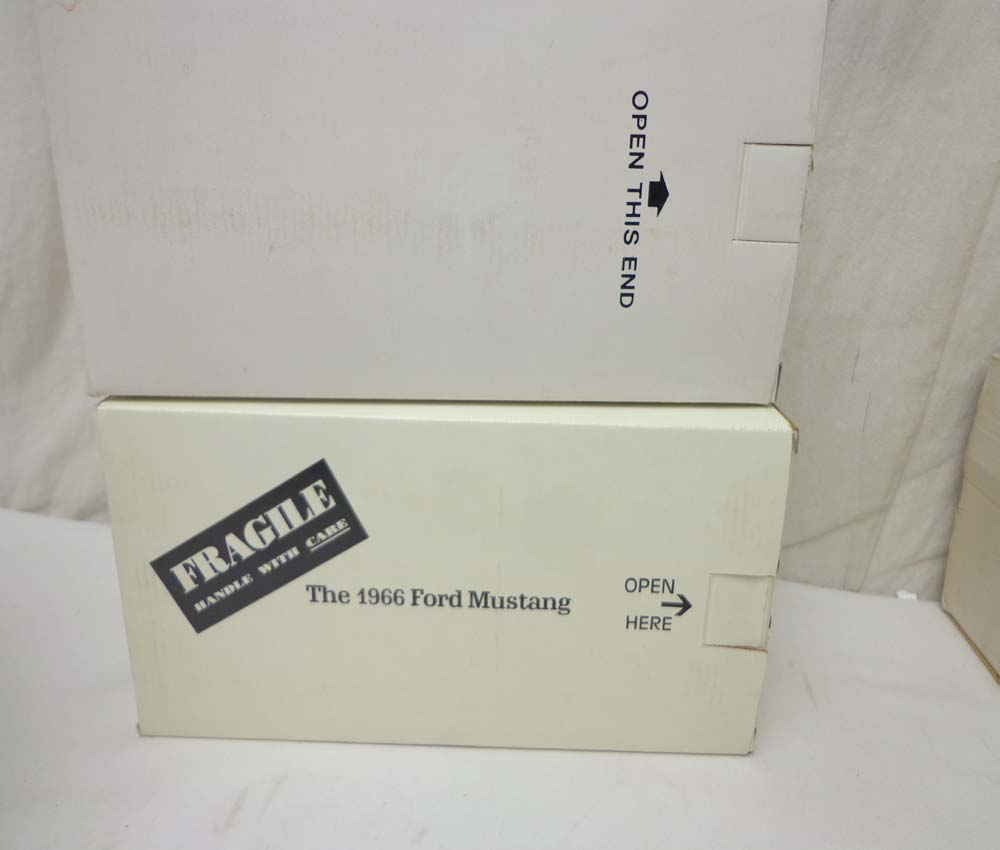 OPEN THIS END
FRAGILE
HANDLE WITH CARE
The 1966 Ford Mustang
OPEN
HERE